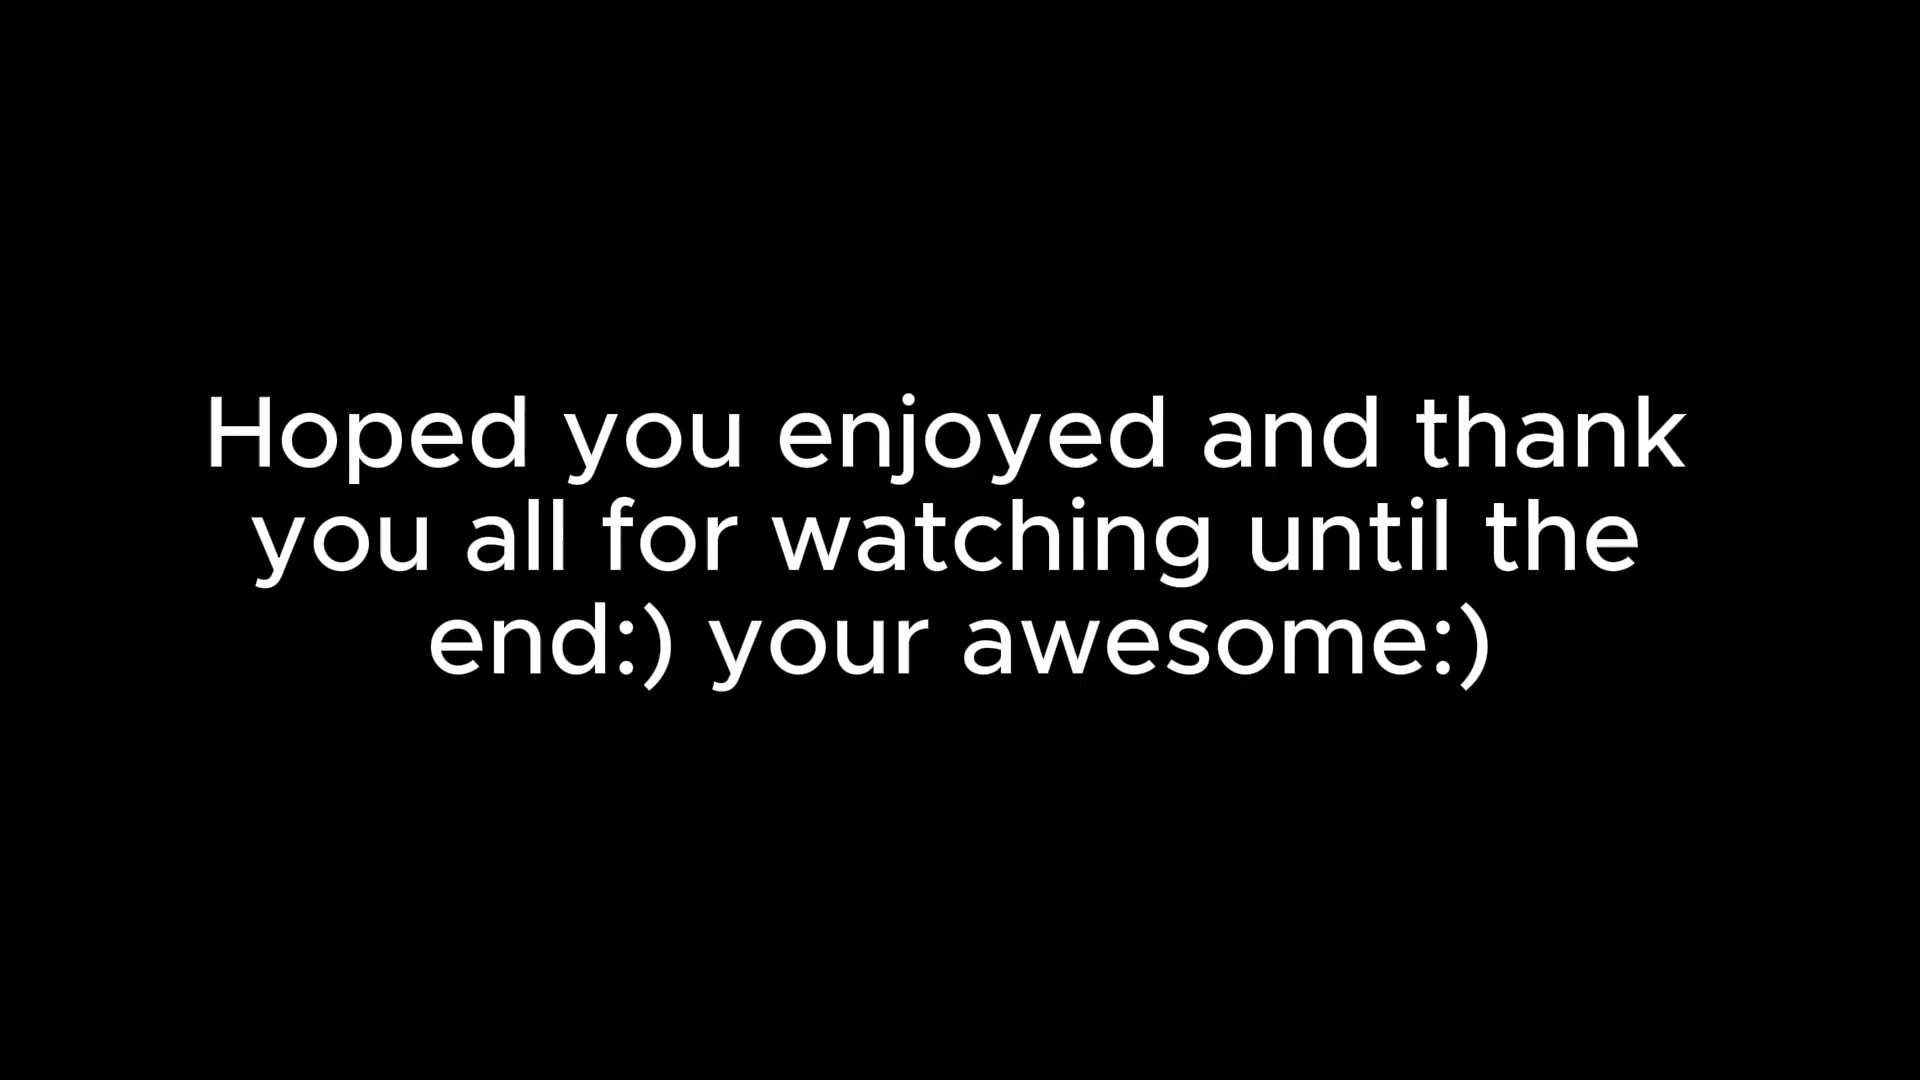 Hoped you enjoyed and thank
you all for watching until the
end:) your awesome:)